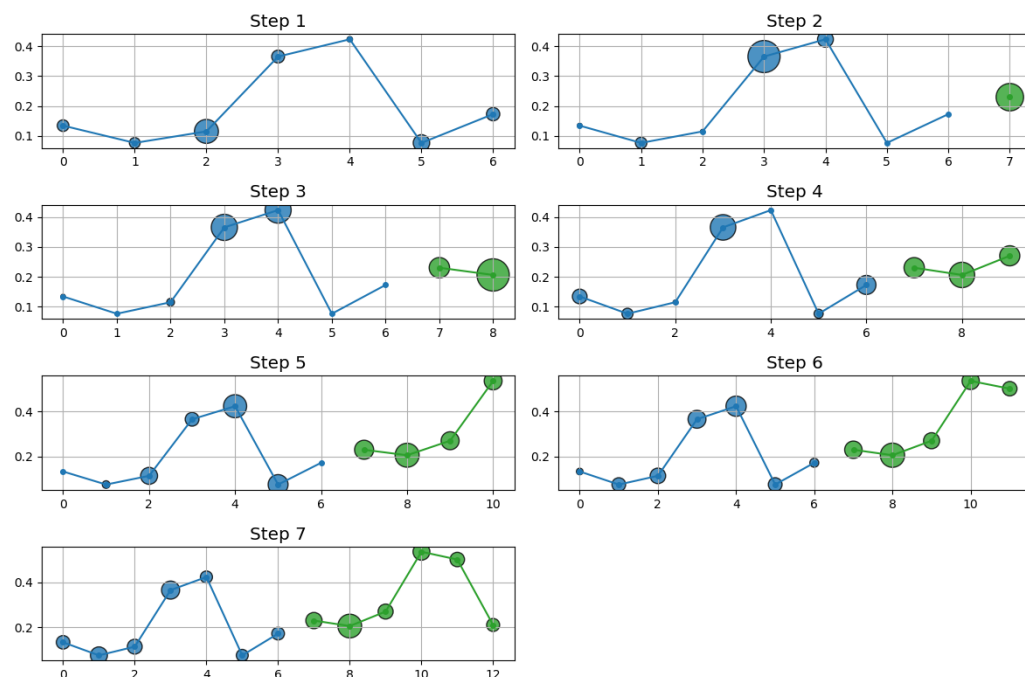 Step 1
0.4
0.3
0.2
0.1
0 1 2 3 4 5 6
Step 2
0.4
0.3
0.2
0.1
0 1 2 3 4 5 6 7
Step 3
0.4
0.3
0.2
0.1
0 1 2 3 4 5 6 7 8
Step 4
0.4
0.3
0.2
0.1
0 2 4 6 8
Step 5
0.4
0.2
0 2 4 6 8 10
Step 6
0.4
0.2
0 2 4 6 8 10
Step 7
0.4
0.2
0 2 4 6 8 10 12